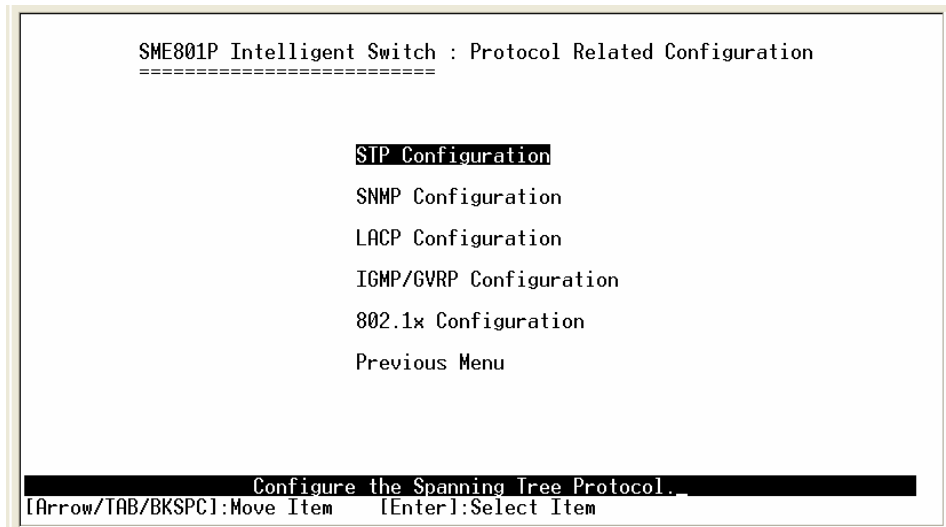 SME801P Intelligent Switch : Protocol Related Configuration
==========================
STP Configuration
SNMP Configuration
LACP Configuration
IGMP/GVRP Configuration
802.1x Configuration
Previous Menu
Configure the Spanning Tree Protocol._
[Arrow/TAB/BKSPC]:Move Item    [Enter]:Select Item